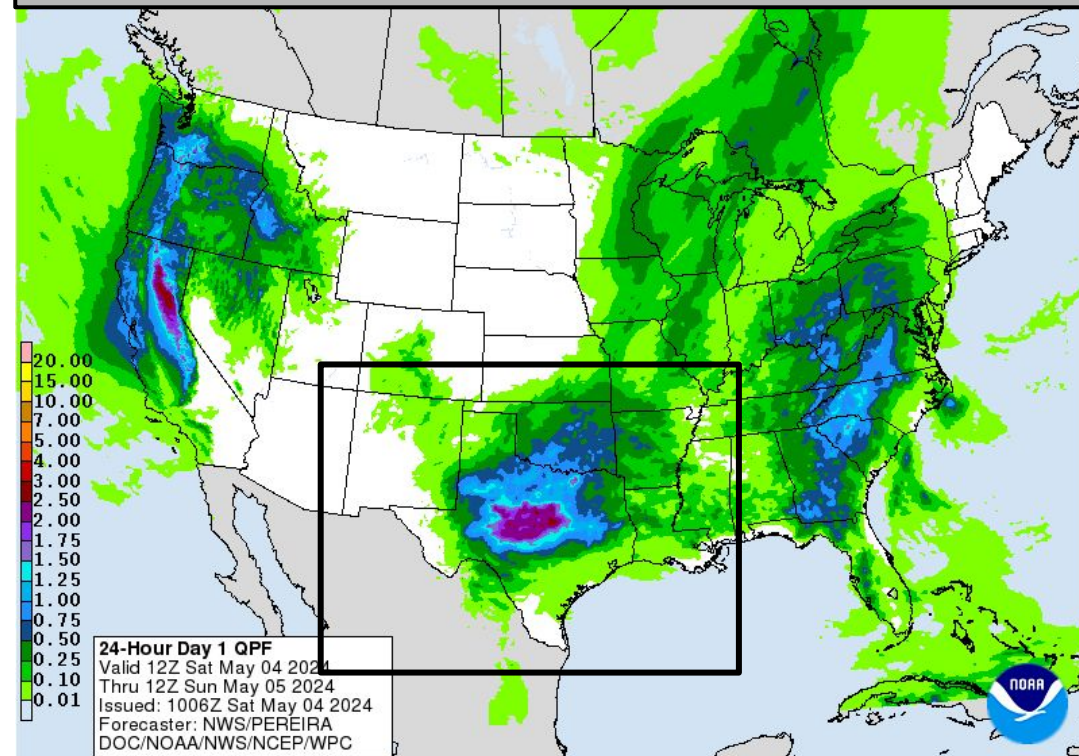 20.00
15.00
10.00
7.00
5.00
4.00
3.00
2.50
2.00
1.75
1.50
1.25
1.00
0.75
0.50
0.25
0.10
0.01
24-Hour Day 1 QPF
Valid 12Z Sat May 04 2024
Thru 12Z Sun May 05 2024
Issued: 1006Z Sat May 04 2024
Forecaster: NWS/PEREIRA
DOC/NOAA/NWS/NCEP/WPC
NOAA